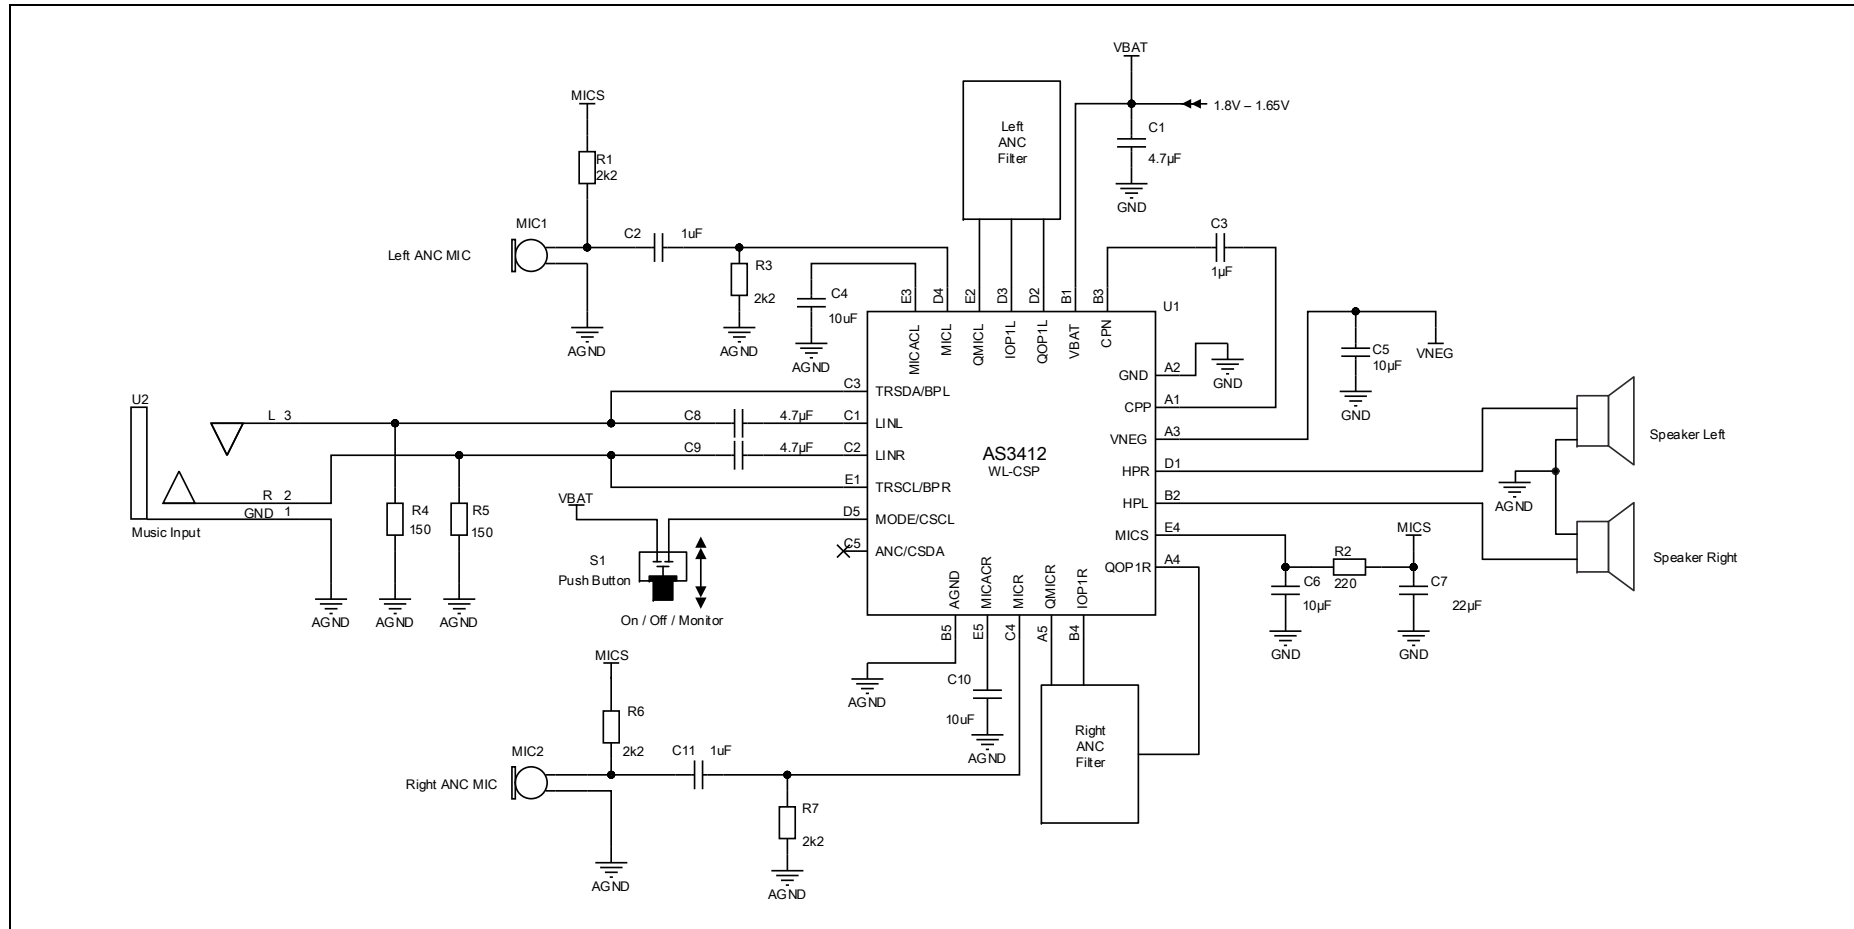 VBAT
1.8V – 1.65V
C1
4.7µF
GND
MICS
R1
2k2
Left
ANC
Filter
MIC1
Left ANC MIC
C2
1uF
R3
2k2
AGND
AGND
C4
10uF
AGND
C3
1µF
E3
D4
E2
D3
D2
B1
B3
U1
MICACL
MICL
QMICL
IOP1L
QOP1L
VBAT
CPN
C5
10µF
GND
VNEG
GND
A2
GND
CPP
A1
VNEG
A3
HPR
D1
HPL
B2
MICS
E4
QOP1R
A4
AS3412
WL-CSP
C3
TRSDA/BPL
C1
LINL
C2
LINR
E1
TRSCL/BPR
D5
MODE/CSCL
C5
ANC/CSDA
U2
L 3
R 2
GND 1
Music Input
C8
4.7µF
C9
4.7µF
R4
150
R5
150
AGND
AGND
AGND
VBAT
S1
Push Button
On / Off / Monitor
Speaker Left
AGND
Speaker Right
MICS
R2
220
C6
10µF
GND
C7
22µF
GND
AGND
MICACR
MICR
QMICR
IOP1R
B5
E5
C4
A5
B4
AGND
C10
10uF
AGND
Right
ANC
Filter
MICS
R6
2k2
MIC2
Right ANC MIC
C11
1uF
R7
2k2
AGND
AGND